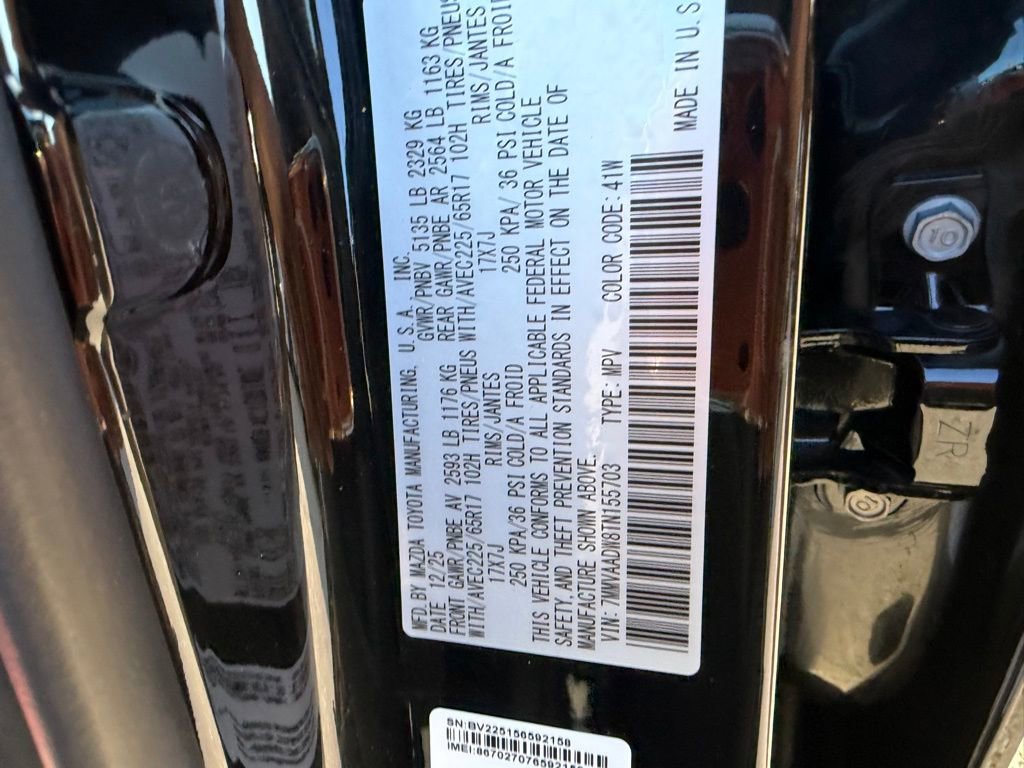 MFD.BY MAZDA TOYOTA MANUFACTURING, U.S.A. INC.
DATE 12/25 GVWR/PNBV 5135 LB 2329 KG
FRONT GAWR/PNBE AV 2593 LB 1176 KG REAR GAWR/PNBE AR 2564 LB 1163 KG
WITH/AVEC225/65R17 102H TIRES/PNEUS WITH/AVEC225/65R17 102H TIRES/PNEUS
17X7J RIMS/JANTES 17X7J RIMS/JANTES
250 KPA/36 PSI COLD/A FROID 250 KPA/ 36 PSI COLD/A FROID
THIS VEHICLE CONFORMS TO ALL APPLICABLE FEDERAL MOTOR VEHICLE
SAFETY AND THEFT PREVENTION STANDARDS IN EFFECT ON THE DATE OF
MANUFACTURE SHOWN ABOVE.
VIN: 7MMVAADW8TN155703 TYPE: MPV COLOR CODE: 41W
MADE IN U.S
SN:BV225156592158
IMEI:8670270765921
10
ZR